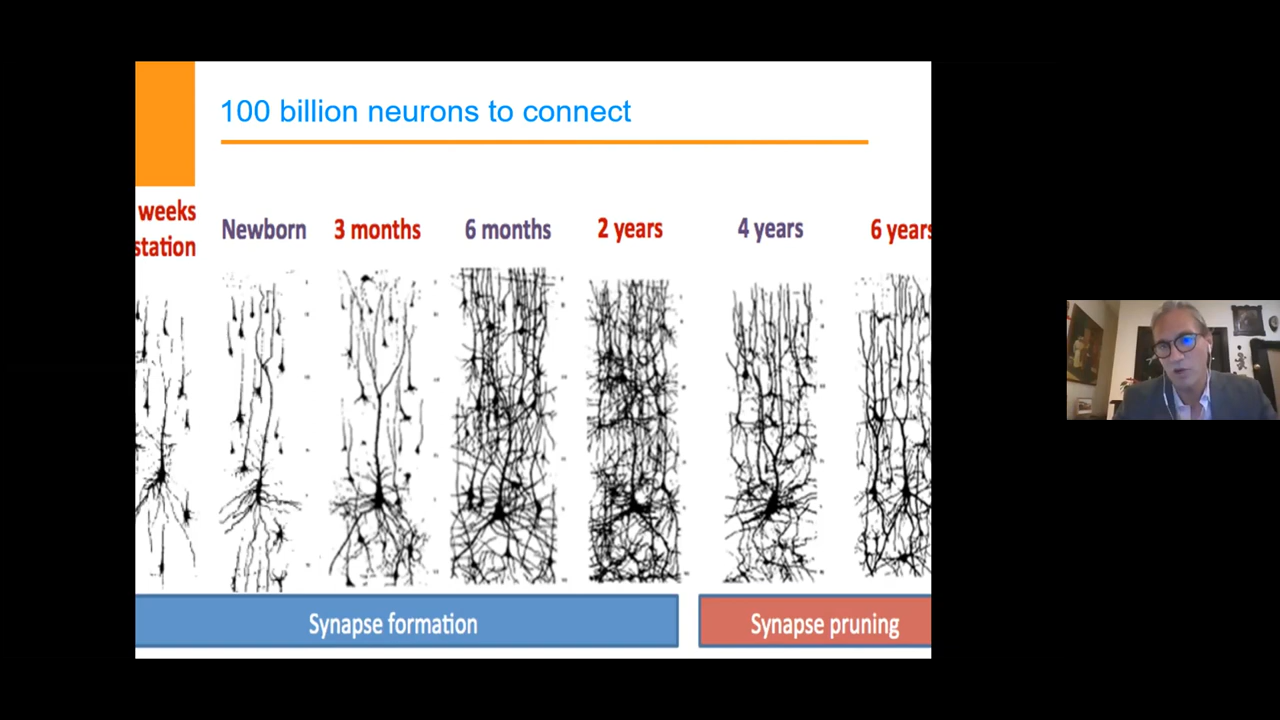 100 billion neurons to connect
weeks
station
Newborn
3 months
6 months
2 years
4 years
6 years
Synapse formation
Synapse pruning